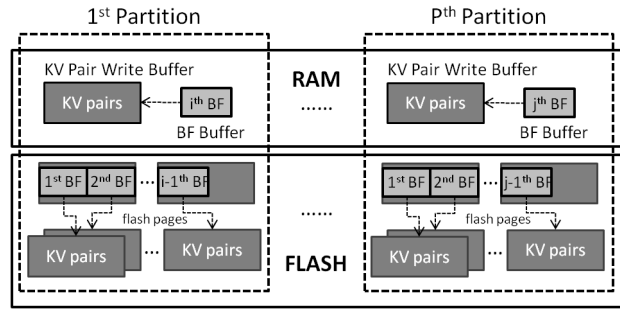 1st Partition
Pth Partition
KV Pair Write Buffer
KV pairs
ith BF
BF Buffer
RAM
......
KV Pair Write Buffer
KV pairs
jth BF
BF Buffer
1st BF
2nd BF
...
i-1th BF
flash pages
KV pairs
...
KV pairs
......
FLASH
1st BF
2nd BF
...
j-1th BF
flash pages
KV pairs
...
KV pairs